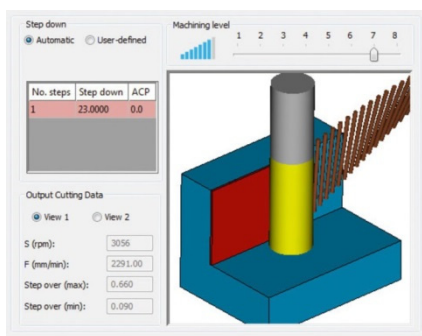 Step down
Automatic User-defined
No. steps Step down ACP
1 23.0000 0.0
Output Cutting Data
View 1 View 2
S (rpm): 3056
F (mm/min): 2291.00
Step over (max): 0.660
Step over (min): 0.090
Machining level
1 2 3 4 5 6 7 8